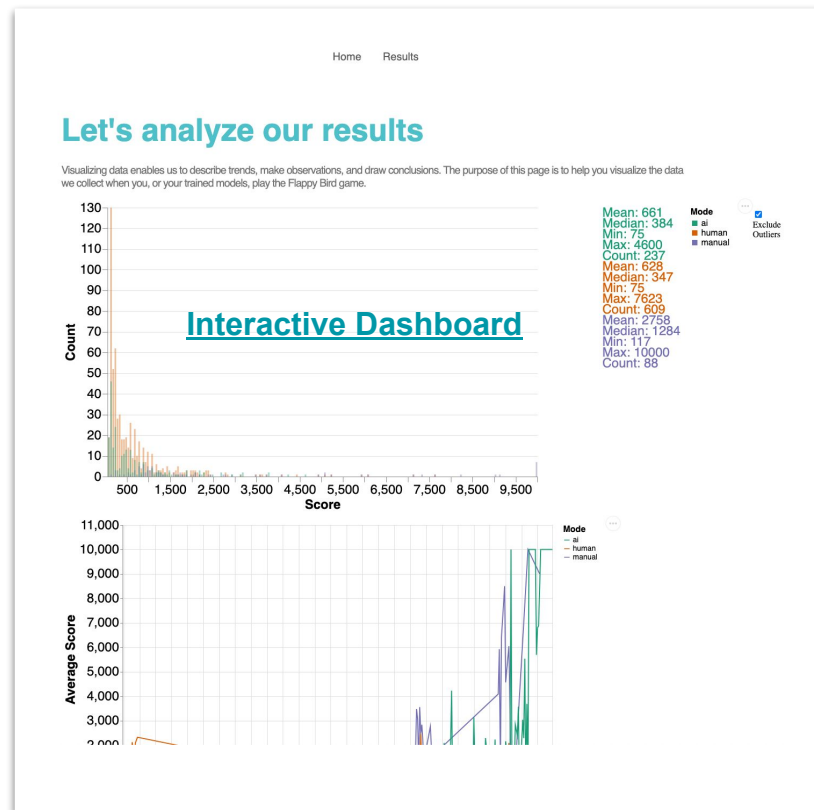 Home Results
Let's analyze our results
Visualizing data enables us to describe trends, make observations, and draw conclusions. The purpose of this page is to help you visualize the data
we collect when you, or your trained models, play the Flappy Bird game.
130
120
110
100
90
80
70
60
50
40
30
20
10
0
Count
Interactive Dashboard
500 1,500 2,500 3,500 4,500 5,500 6,500 7,500 8,500 9,500
Score
Mean: 661
Median: 384
Min: 75
Max: 4600
Count: 237
Mean: 628
Median: 347
Min: 75
Max: 7623
Count: 609
Mean: 2758
Median: 1284
Min: 117
Max: 10000
Count: 88
Mode
ai
human
manual
Exclude
Outliers
11,000
10,000
9,000
8,000
7,000
6,000
5,000
4,000
3,000
2,000
Average Score
Mode
ai
human
manual